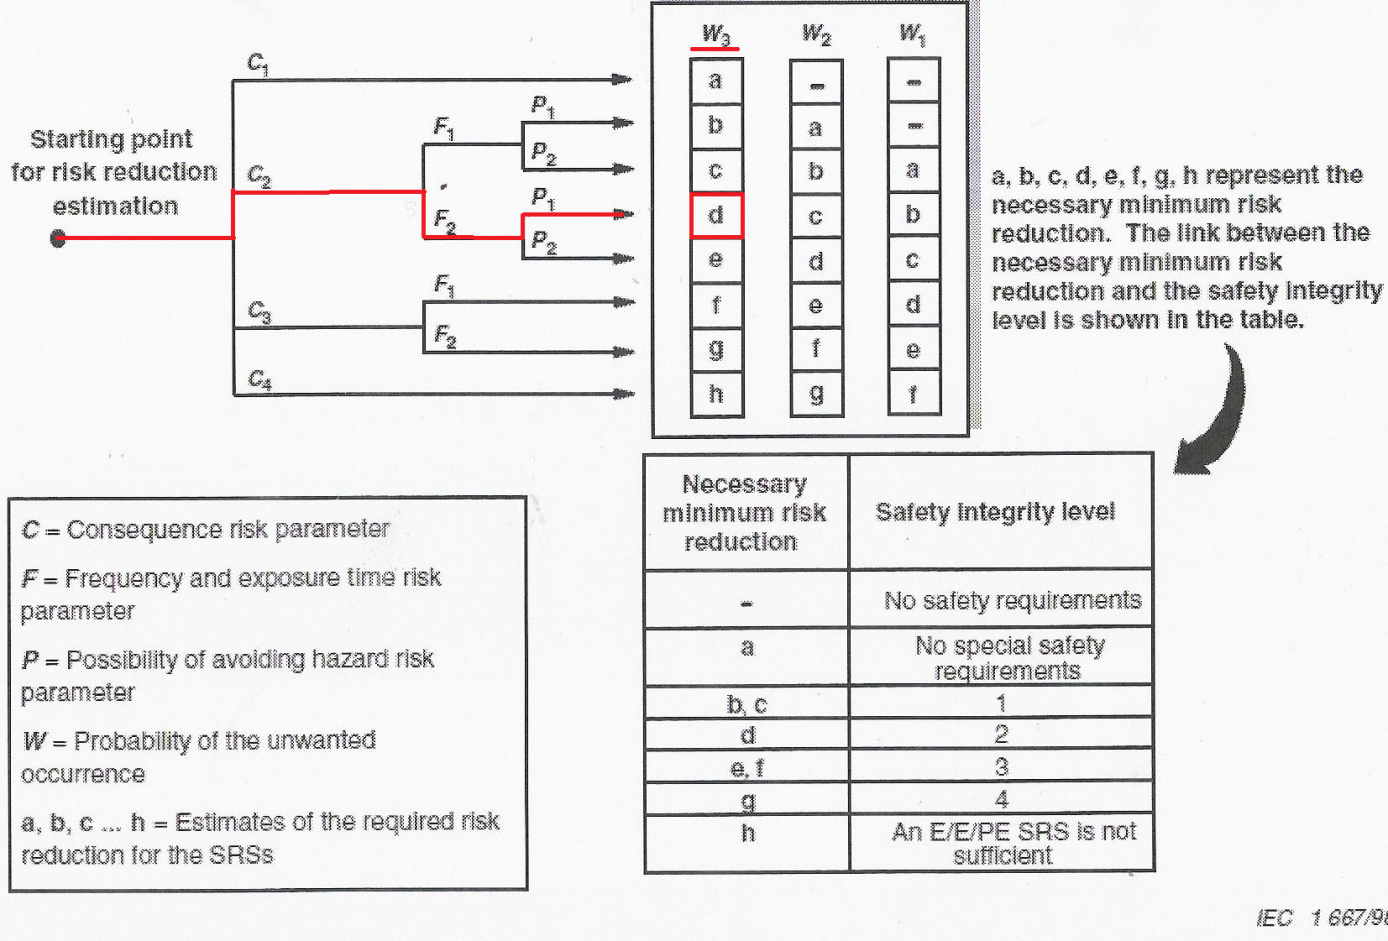 W3 W2 W1
C1
a - -
P1
F1
b a -
Starting point
for risk reduction
estimation
P2
C2
c b a
P1
F2
d c b
P2
e d c
F1
C3
f e d
F2
g f e
C4
h g f
a, b, c, d, e, f, g, h represent the
necessary minimum risk
reduction. The link between the
necessary minimum risk
reduction and the safety integrity
level is shown in the table.
C = Consequence risk parameter
F = Frequency and exposure time risk
parameter
P = Possibility of avoiding hazard risk
parameter
W = Probability of the unwanted
occurrence
a, b, c ... h = Estimates of the required risk
reduction for the SRSs
Necessary
minimum risk
reduction
Safety integrity level
- No safety requirements
a No special safety
requirements
b, c 1
d 2
e, f 3
g 4
h An E/E/PE SRS is not
sufficient
IEC 1 667/98